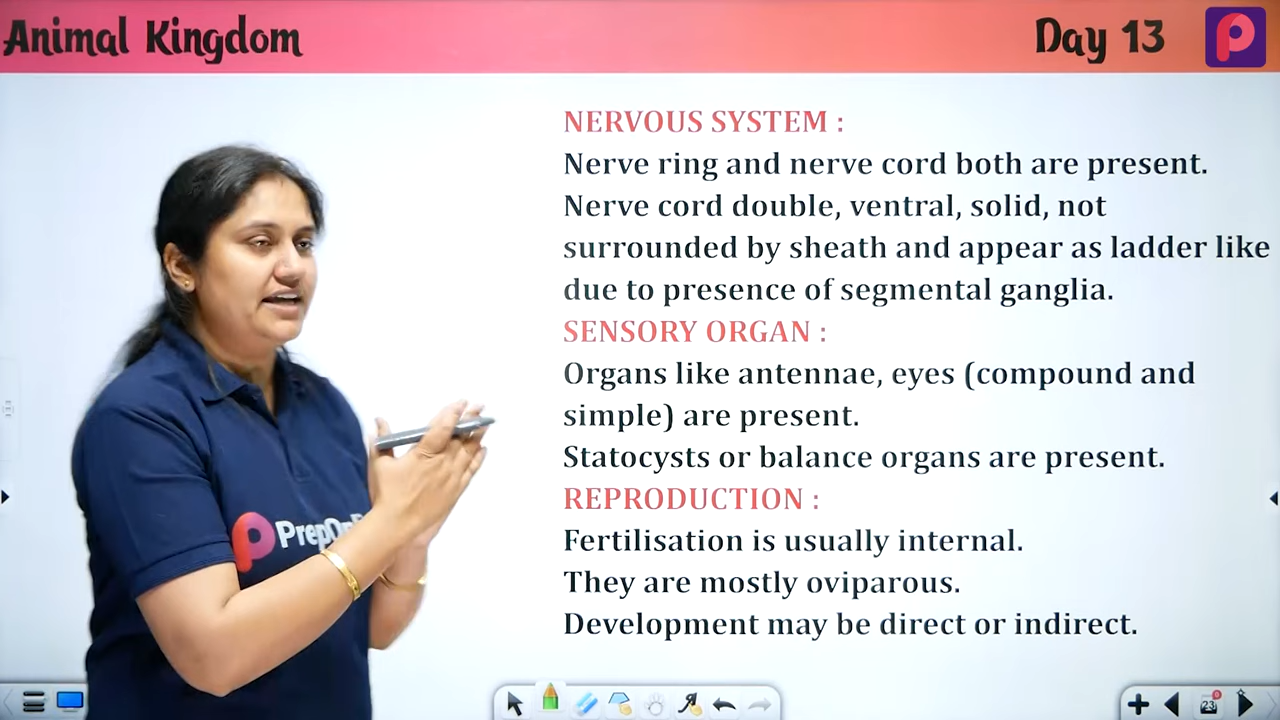 Animal Kingdom
Day 13
NERVOUS SYSTEM :
Nerve ring and nerve cord both are present.
Nerve cord double, ventral, solid, not
surrounded by sheath and appear as ladder like
due to presence of segmental ganglia.
SENSORY ORGAN :
Organs like antennae, eyes (compound and
simple) are present.
Statocysts or balance organs are present.
REPRODUCTION :
Fertilisation is usually internal.
They are mostly oviparous.
Development may be direct or indirect.
23